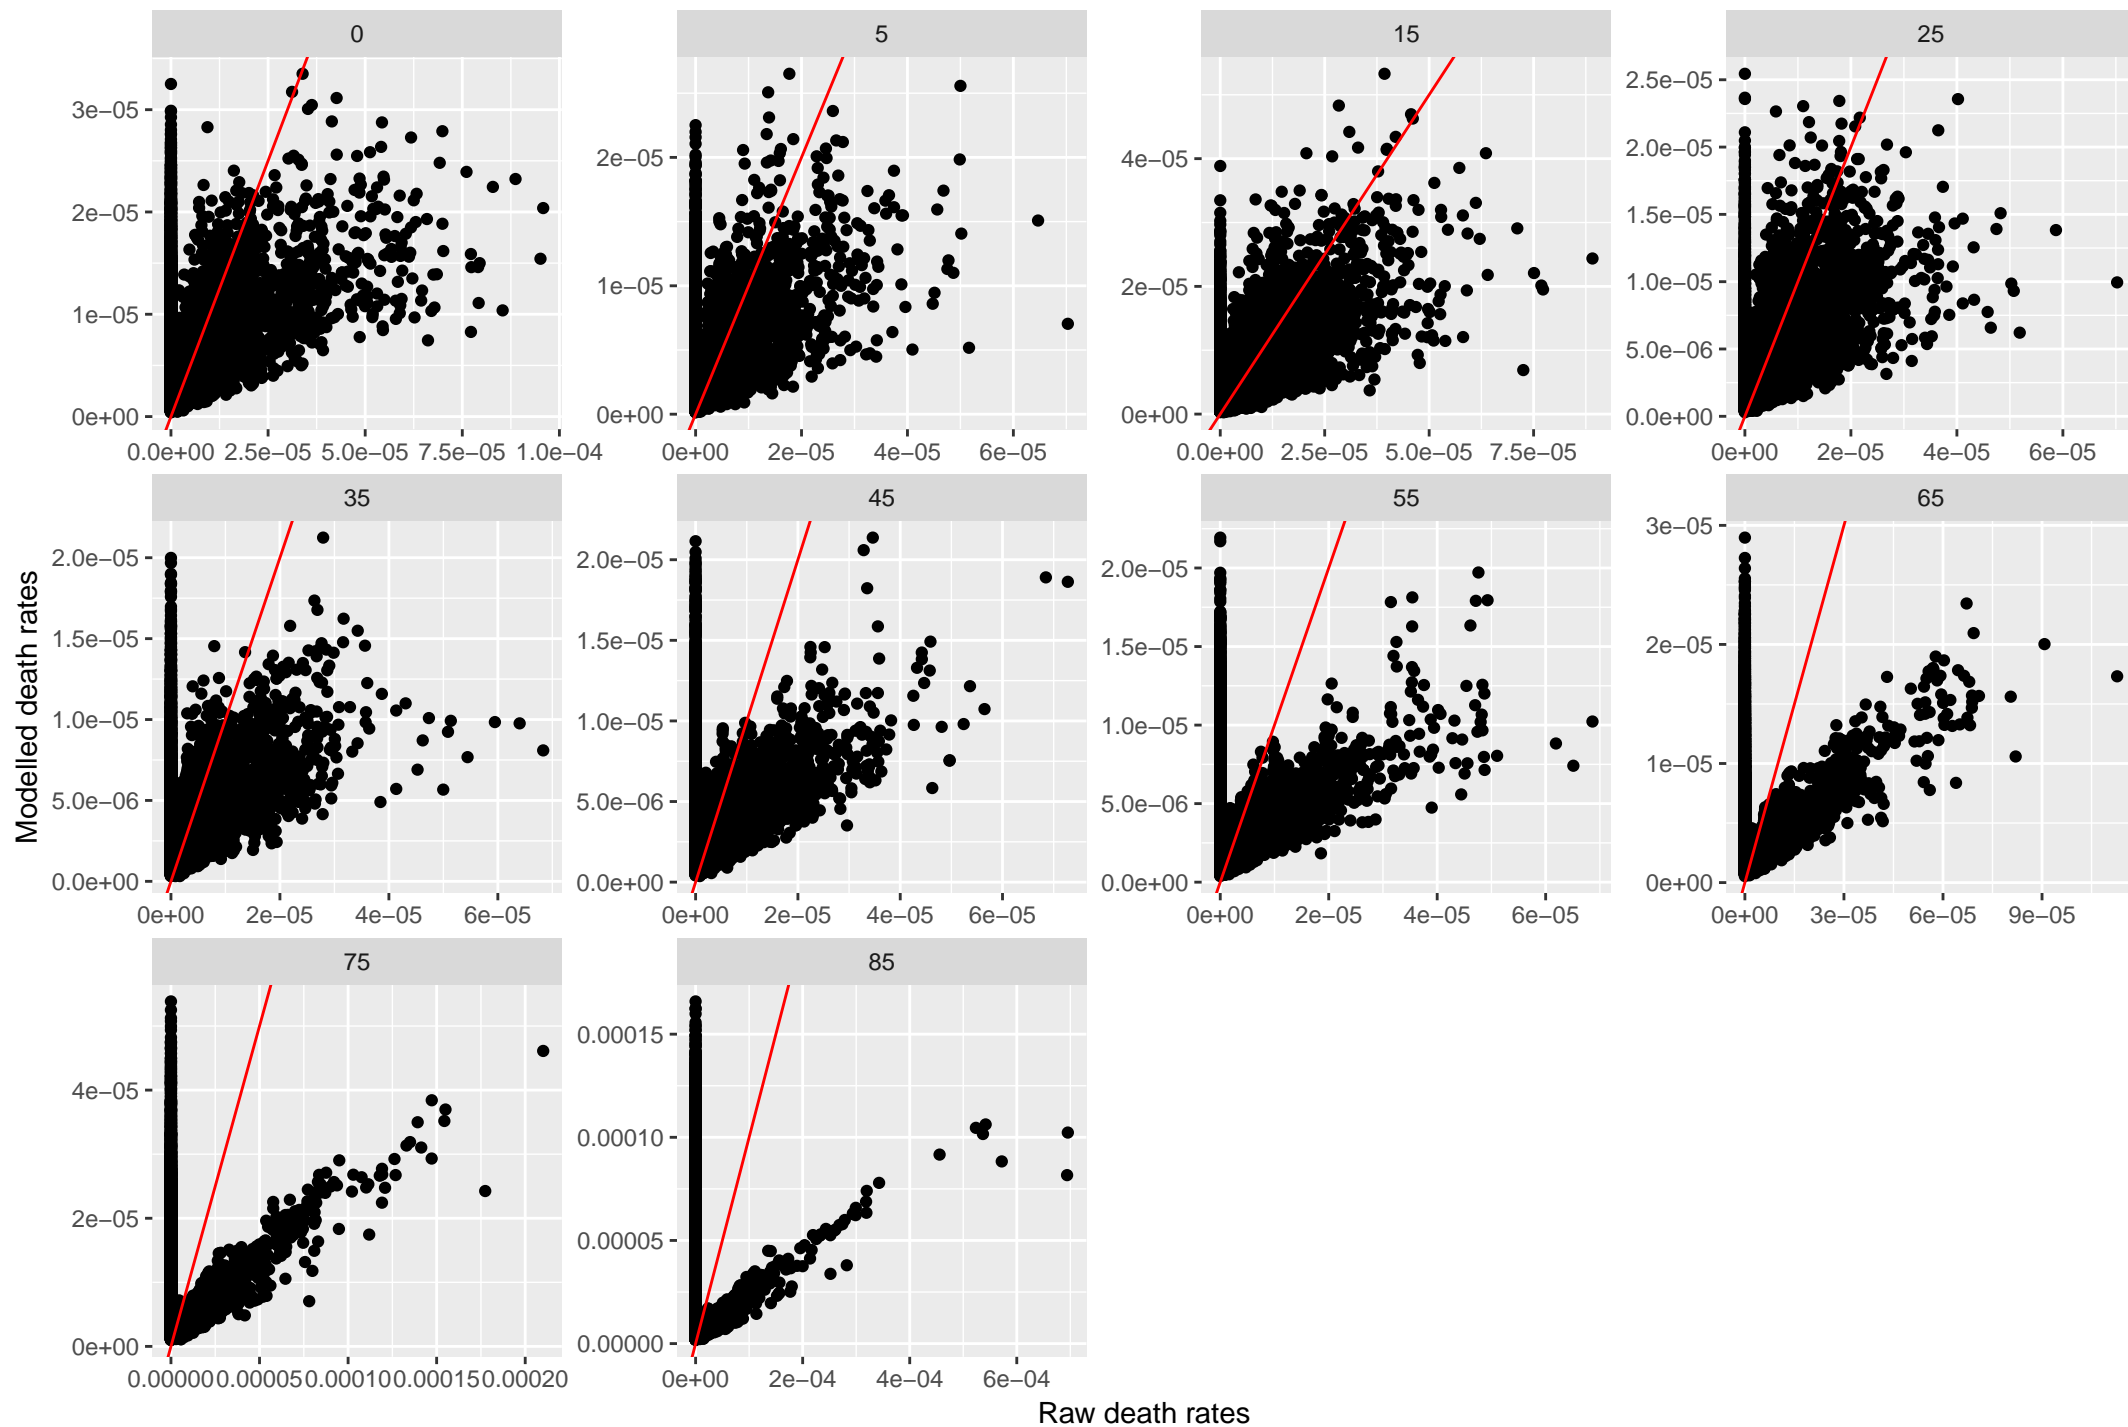 0 5 15 25
3e−05
2e−05
1e−05
0e+00
0.0e+00 2.5e−05 5.0e−05 7.5e−05 1.0e−04
2e−05
1e−05
0e+00
0e+00 2e−05 4e−05 6e−05
4e−05
2e−05
0e+00
0.0e+00 2.5e−05 5.0e−05 7.5e−05
2.5e−05
2.0e−05
1.5e−05
1.0e−05
5.0e−06
0.0e+00
0e+00 2e−05 4e−05 6e−05
35 45 55 65
2.0e−05
1.5e−05
1.0e−05
5.0e−06
0.0e+00
0e+00 2e−05 4e−05 6e−05
2.0e−05
1.5e−05
1.0e−05
5.0e−06
0.0e+00
0e+00 2e−05 4e−05 6e−05
2.0e−05
1.5e−05
1.0e−05
5.0e−06
0.0e+00
0e+00 2e−05 4e−05 6e−05
3e−05
2e−05
1e−05
0e+00
0e+00 3e−05 6e−05 9e−05
75 85
4e−05
2e−05
0e+00
0.00000 0.00005 0.00010 0.00015 0.00020
0.00015
0.00010
0.00005
0.00000
0e+00 2e−04 4e−04 6e−04
Modelled death rates
Raw death rates